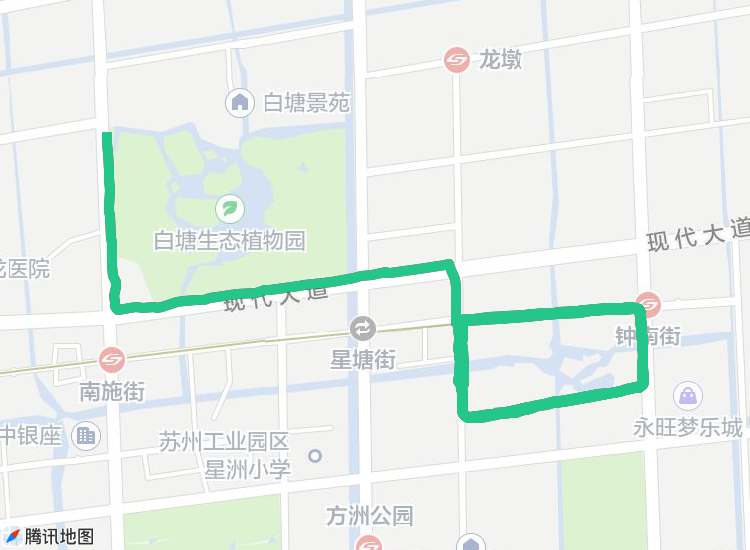 龙墩
白塘景苑
现代大道
白塘生态植物园
龙医院
现代大道
钟南街
星塘街
南施街
永旺梦乐城
中银座
苏州工业园区
星洲小学
方洲公园
腾讯地图